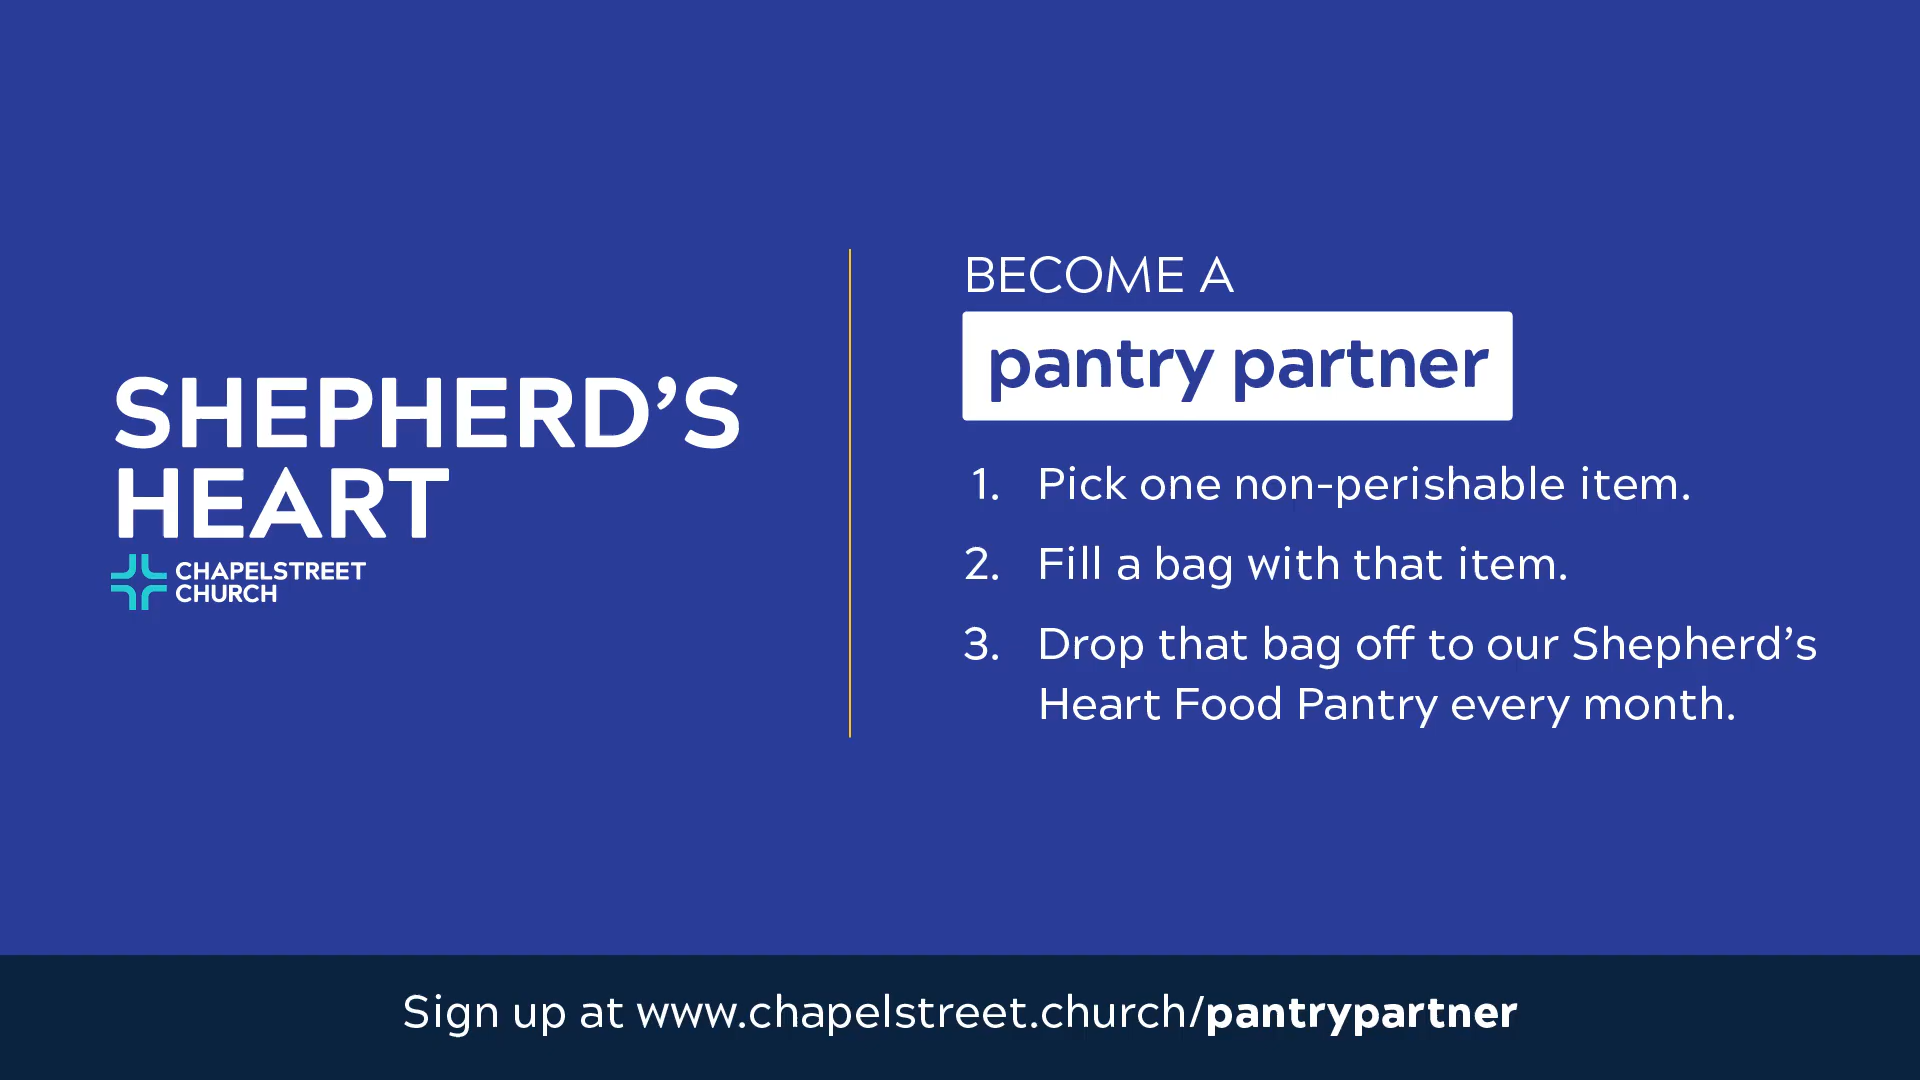 SHEPHERD’S
HEART
CHAPELSTREET
CHURCH
BECOME A
pantry partner
1. Pick one non-perishable item.
2. Fill a bag with that item.
3. Drop that bag off to our Shepherd’s
Heart Food Pantry every month.
Sign up at www.chapelstreet.church/pantrypartner